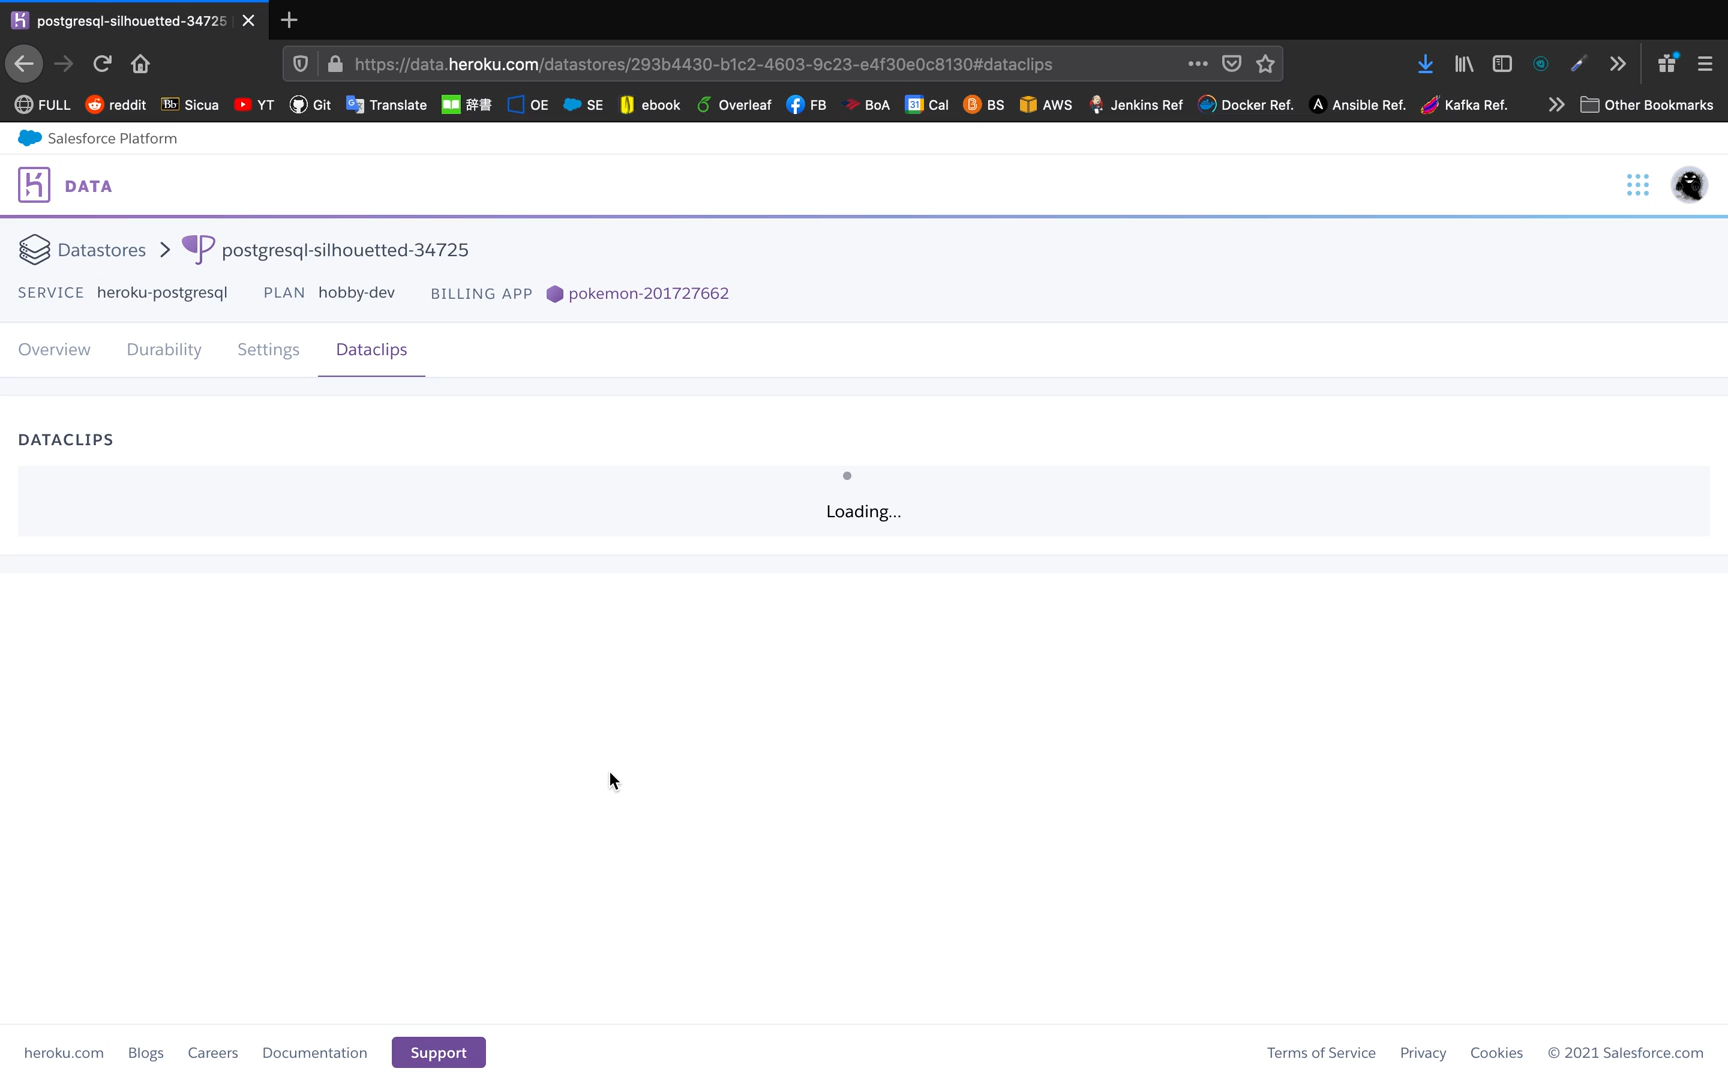 postgresql-silhouetted-34725
https://data.heroku.com/datastores/293b4430-b1c2-4603-9c23-e4f30e0c8130#dataclips
FULL reddit Bb Sicua YT Git Translate 辞書 OE SE ebook Overleaf FB BoA 31 Cal BS AWS Jenkins Ref Docker Ref. Ansible Ref. Kafka Ref. Other Bookmarks
Salesforce Platform
DATA
Datastores > postgresql-silhouetted-34725
SERVICE heroku-postgresql PLAN hobby-dev BILLING APP pokemon-201727662
Overview Durability Settings Dataclips
DATACLIPS
Loading...
heroku.com Blogs Careers Documentation Support Terms of Service Privacy Cookies © 2021 Salesforce.com